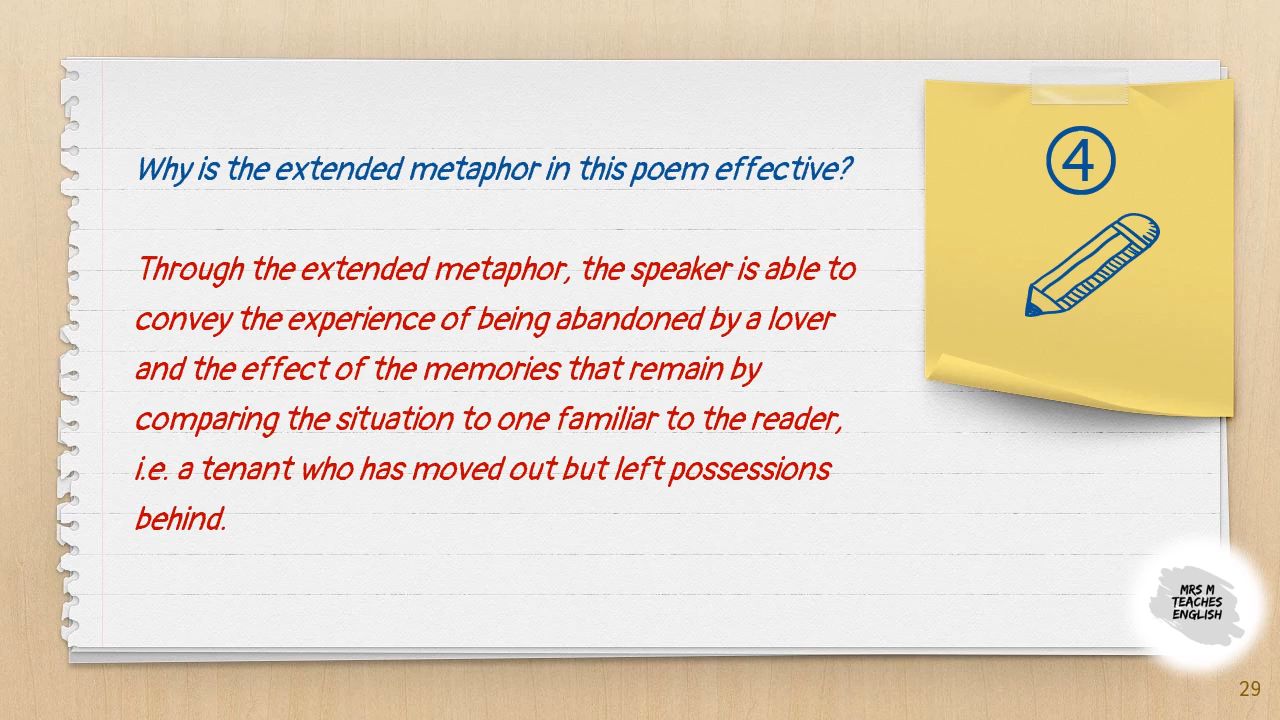 Why is the extended metaphor in this poem effective?
Through the extended metaphor, the speaker is able to
convey the experience of being abandoned by a lover
and the effect of the memories that remain by
comparing the situation to one familiar to the reader,
i.e. a tenant who has moved out but left possessions
behind.
4
MRS M
TEACHES
ENGLISH
29